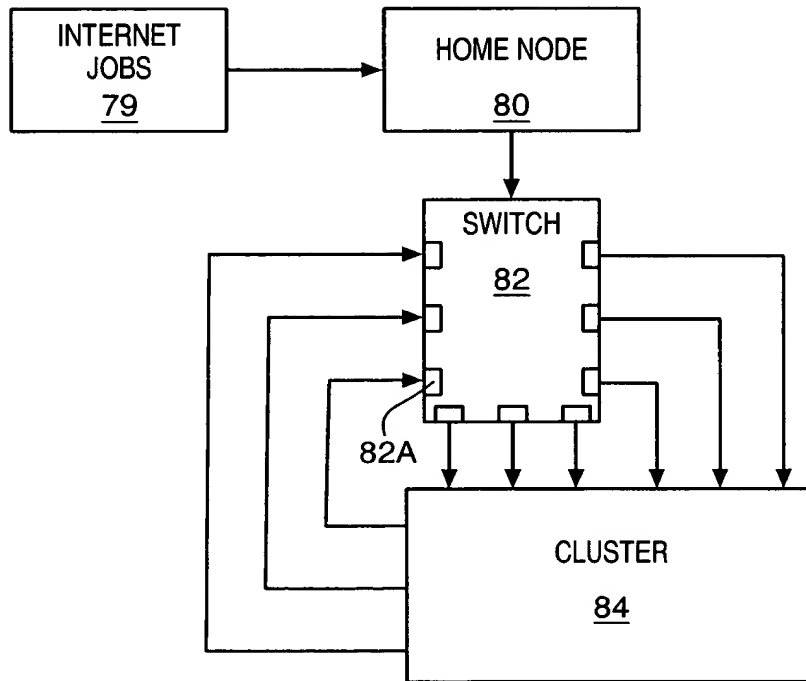 INTERNET
JOBS
79
HOME NODE
80
SWITCH
82
82A
CLUSTER
84